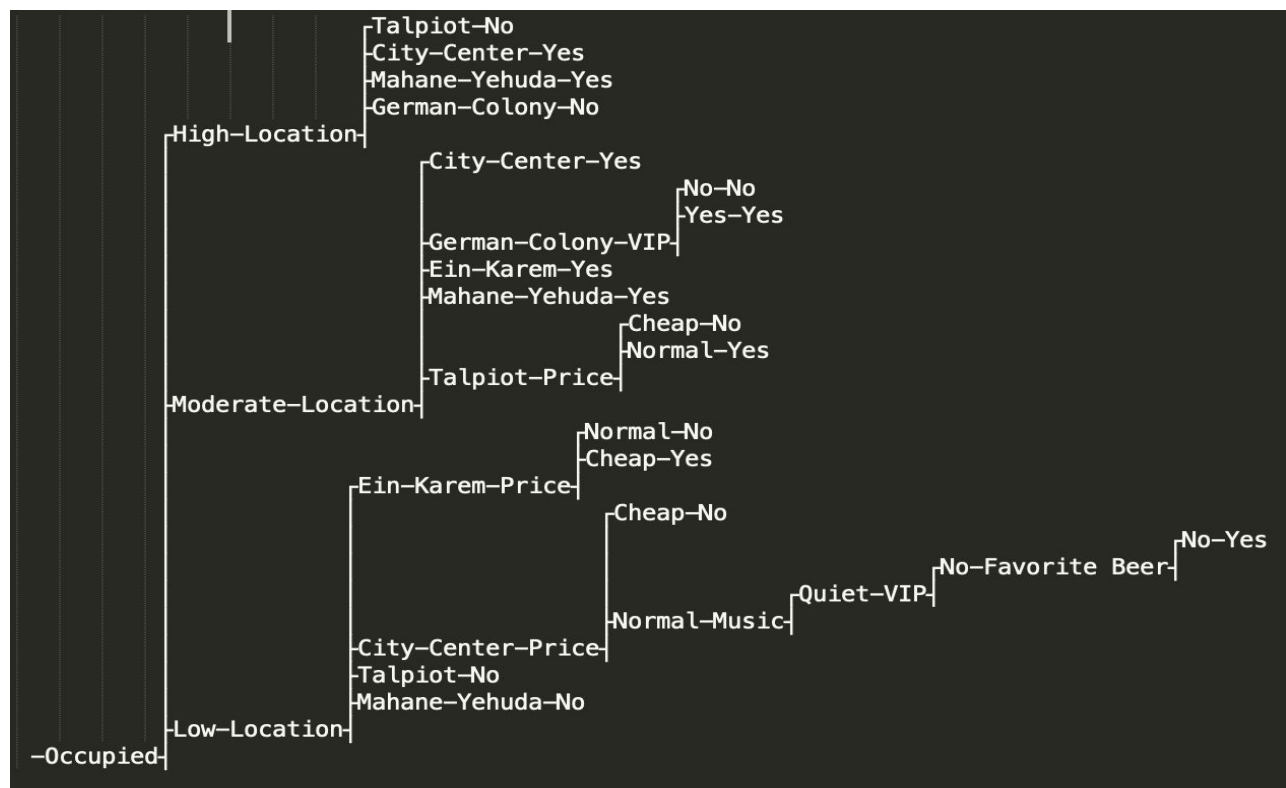 Talpiot-No
City-Center-Yes
Mahane-Yehuda-Yes
German-Colony-No
High-Location
City-Center-Yes
No-No
Yes-Yes
German-Colony-VIP
Ein-Karem-Yes
Mahane-Yehuda-Yes
Cheap-No
Normal-Yes
Talpiot-Price
Moderate-Location
Normal-No
Cheap-Yes
Ein-Karem-Price
Cheap-No
No-Yes
No-Favorite Beer
Quiet-VIP
Normal-Music
City-Center-Price
Talpiot-No
Mahane-Yehuda-No
Low-Location
-Occupied